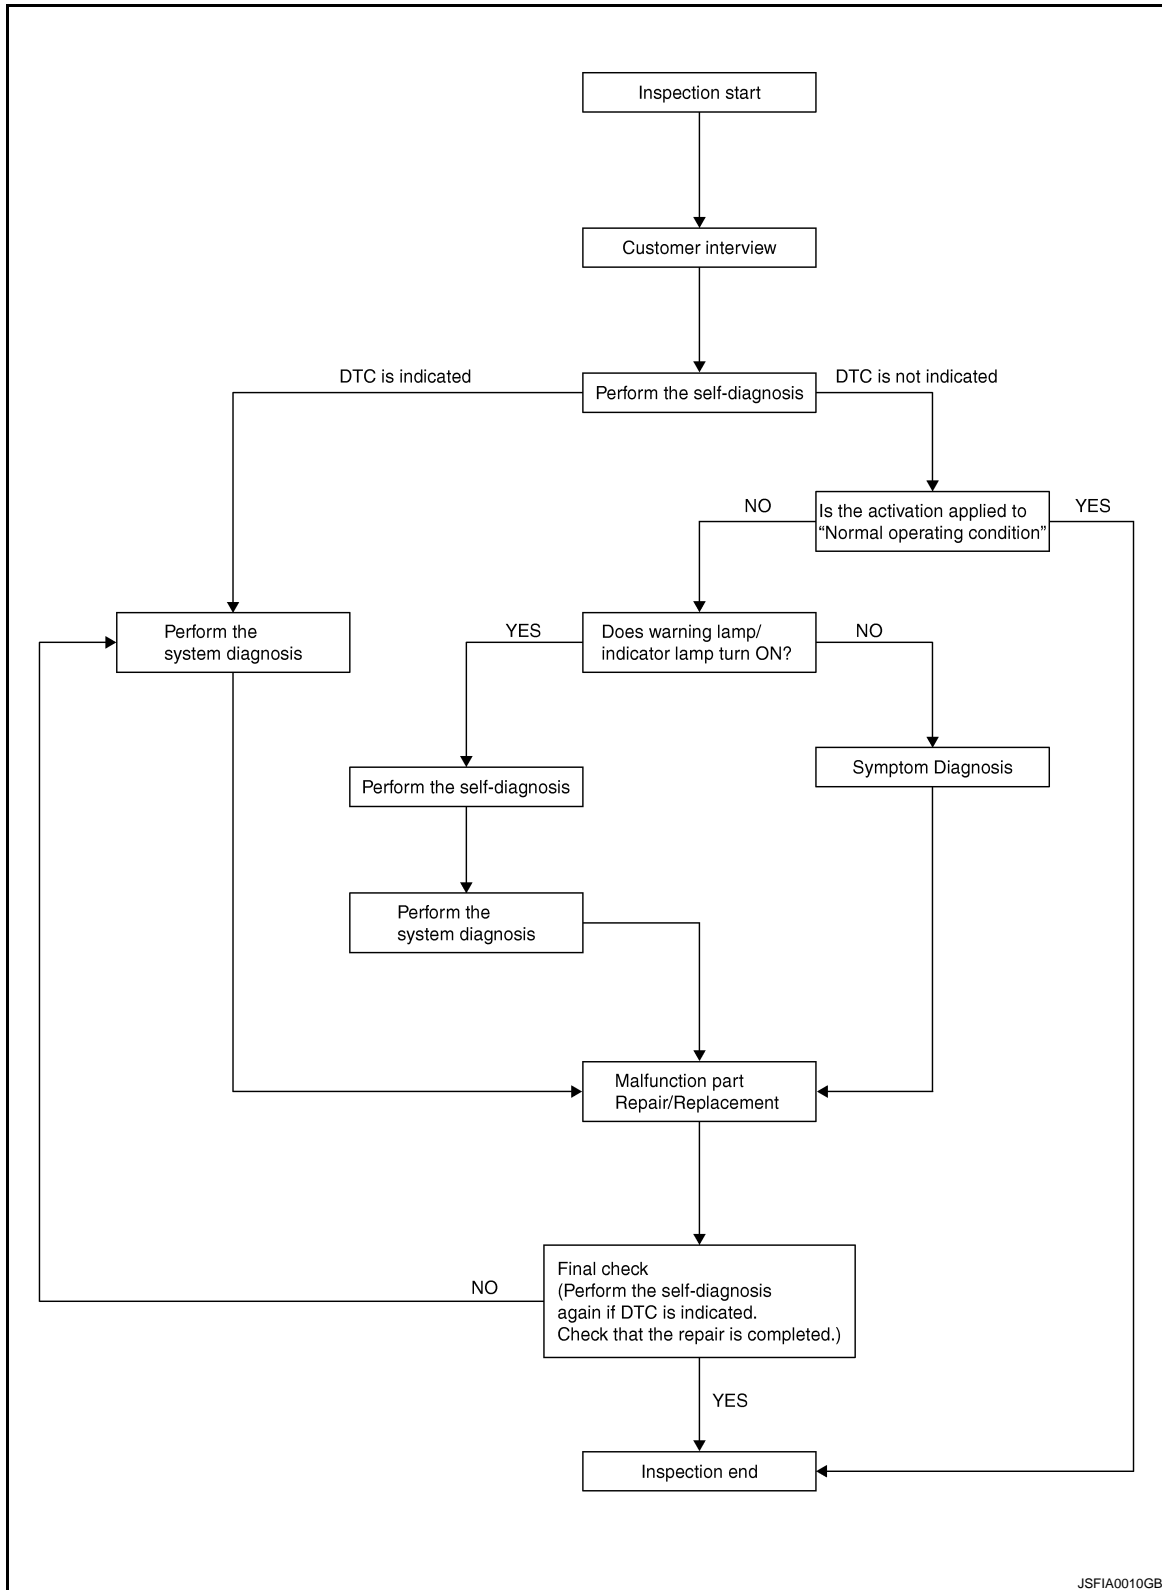 Inspection start
Customer interview
DTC is indicated
DTC is not indicated
Perform the self-diagnosis
NO
YES
Is the activation applied to
“Normal operating condition”
Perform the
system diagnosis
YES
Does warning lamp/
indicator lamp turn ON?
NO
Symptom Diagnosis
Perform the self-diagnosis
Perform the
system diagnosis
Malfunction part
Repair/Replacement
NO
Final check
(Perform the self-diagnosis
again if DTC is indicated.
Check that the repair is completed.)
YES
Inspection end
JSFIA0010GB